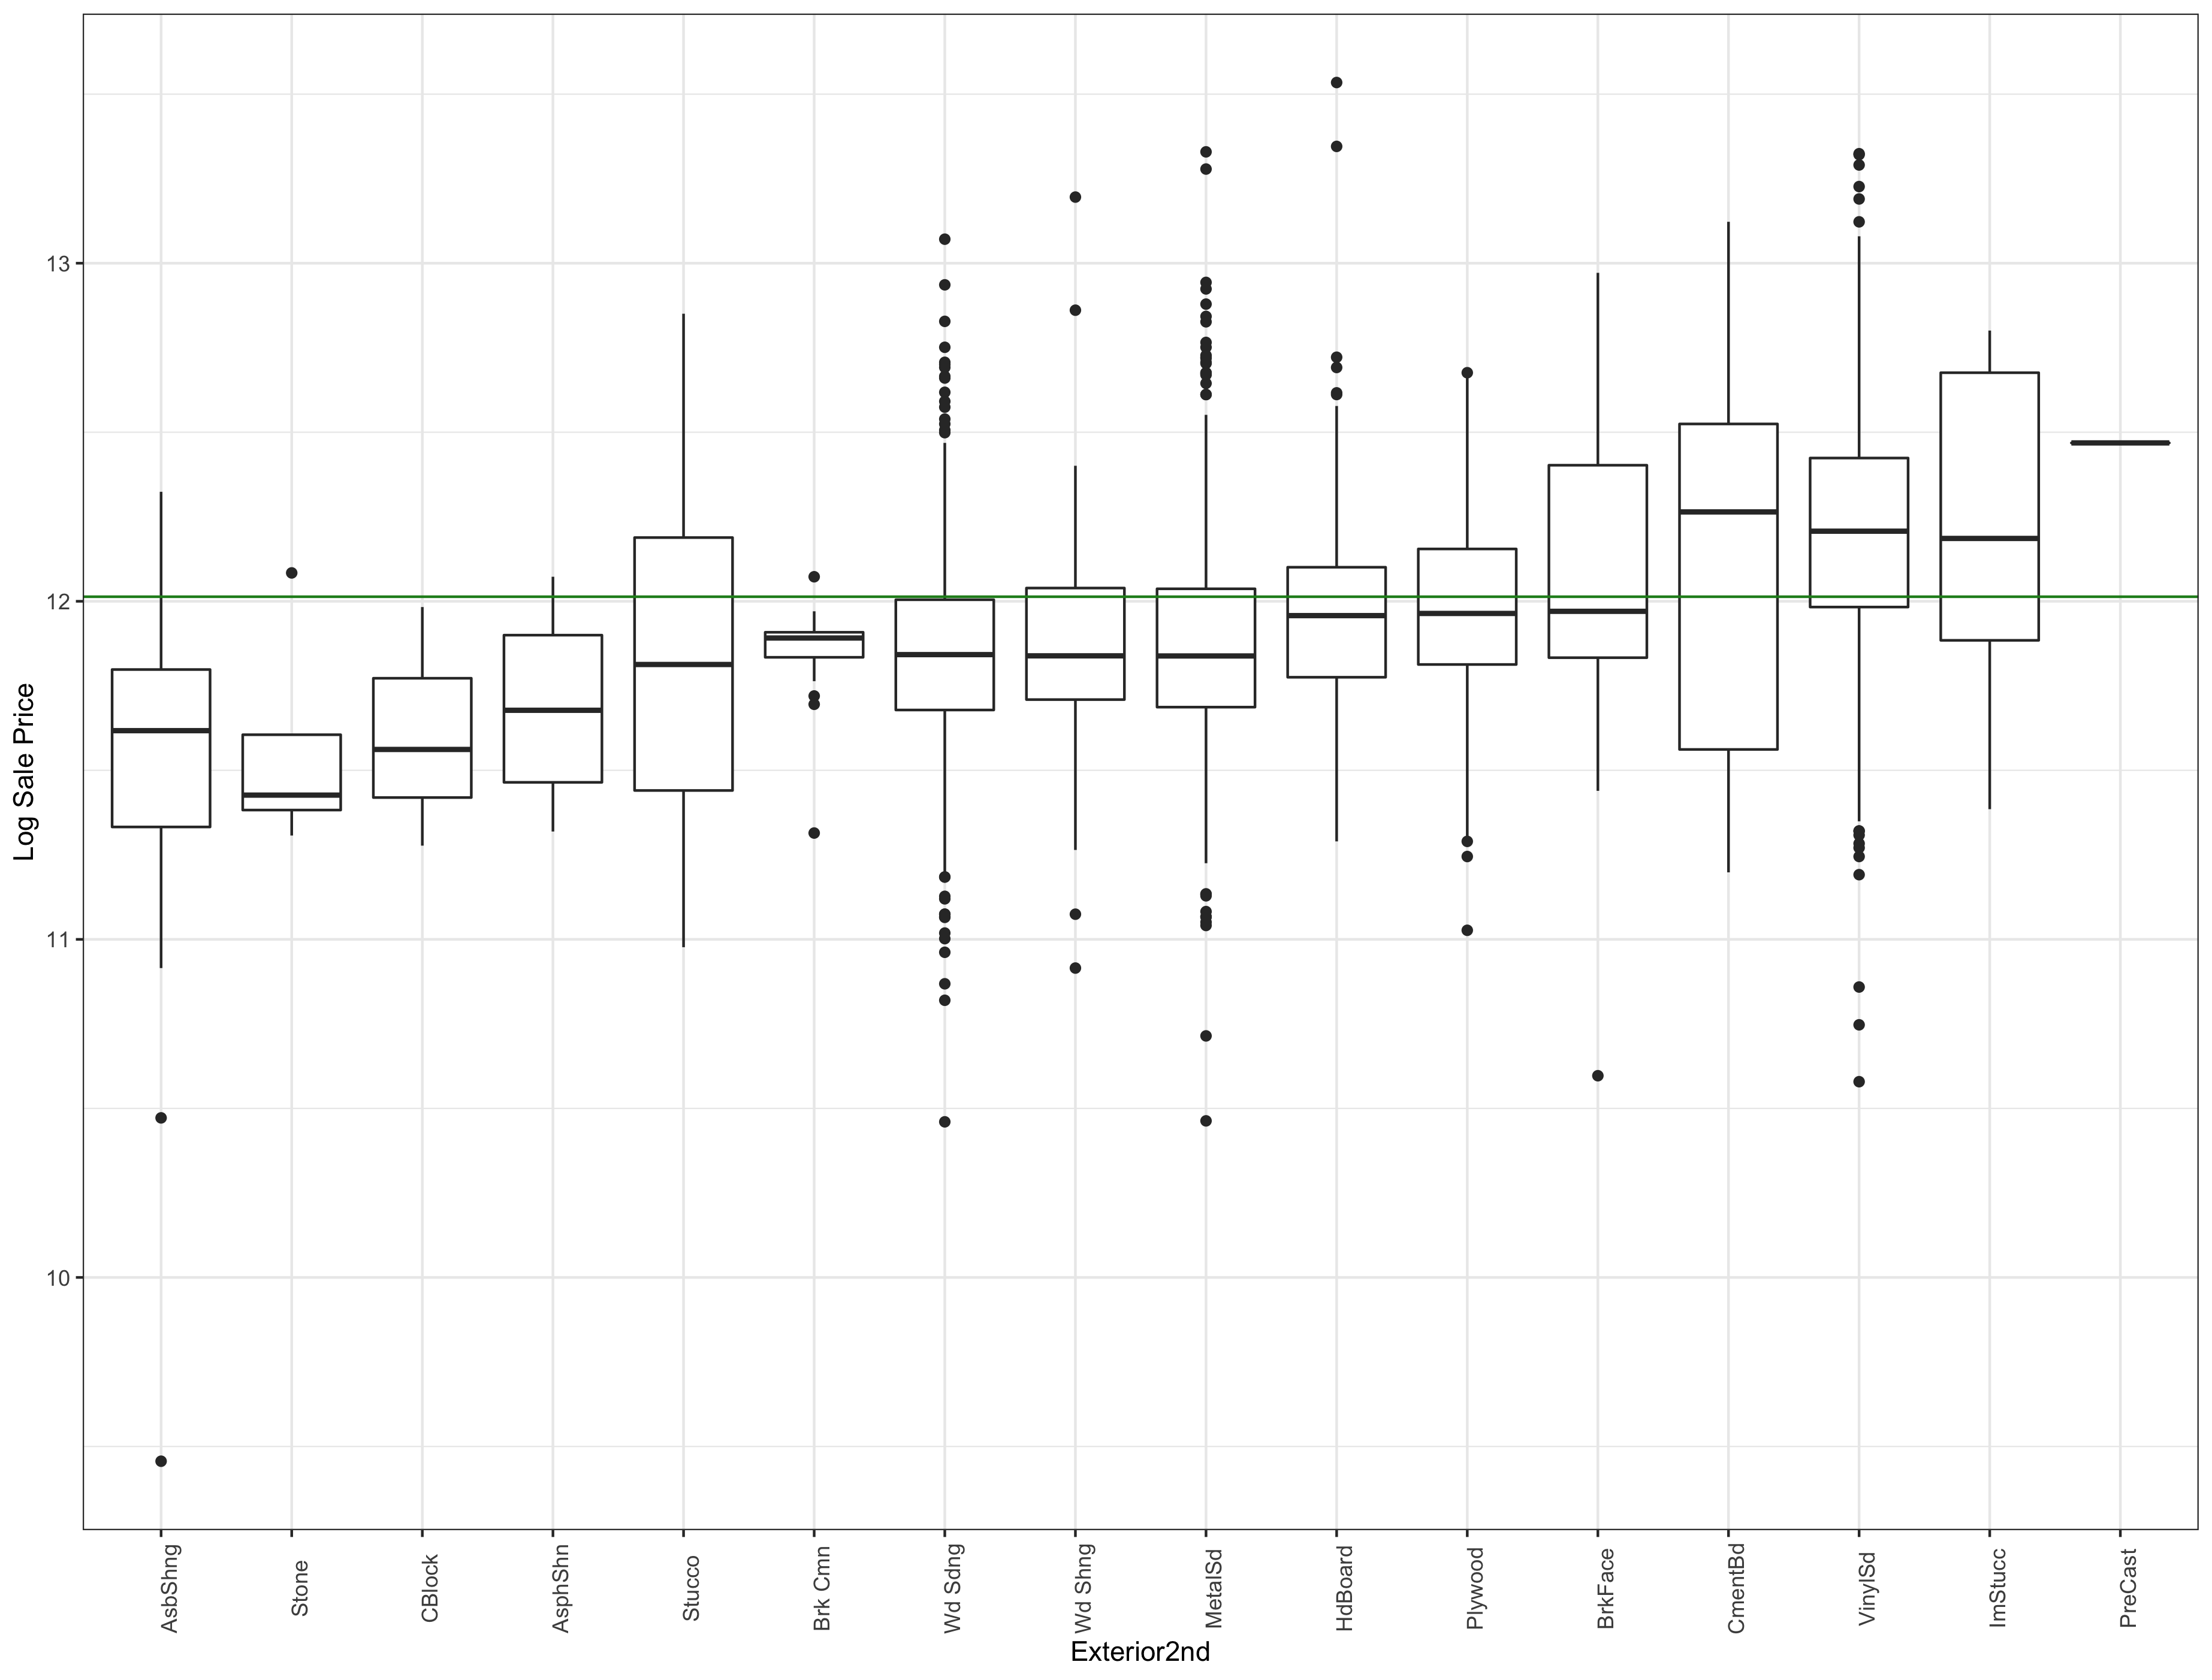 Log Sale Price
13
12
11
10
AsbShng
Stone
CBlock
AsphShn
Stucco
Brk Cmn
Wd Sdng
Wd Shng
MetalSd
HdBoard
Plywood
BrkFace
CmentBd
VinylSd
ImStucc
PreCast
Exterior2nd